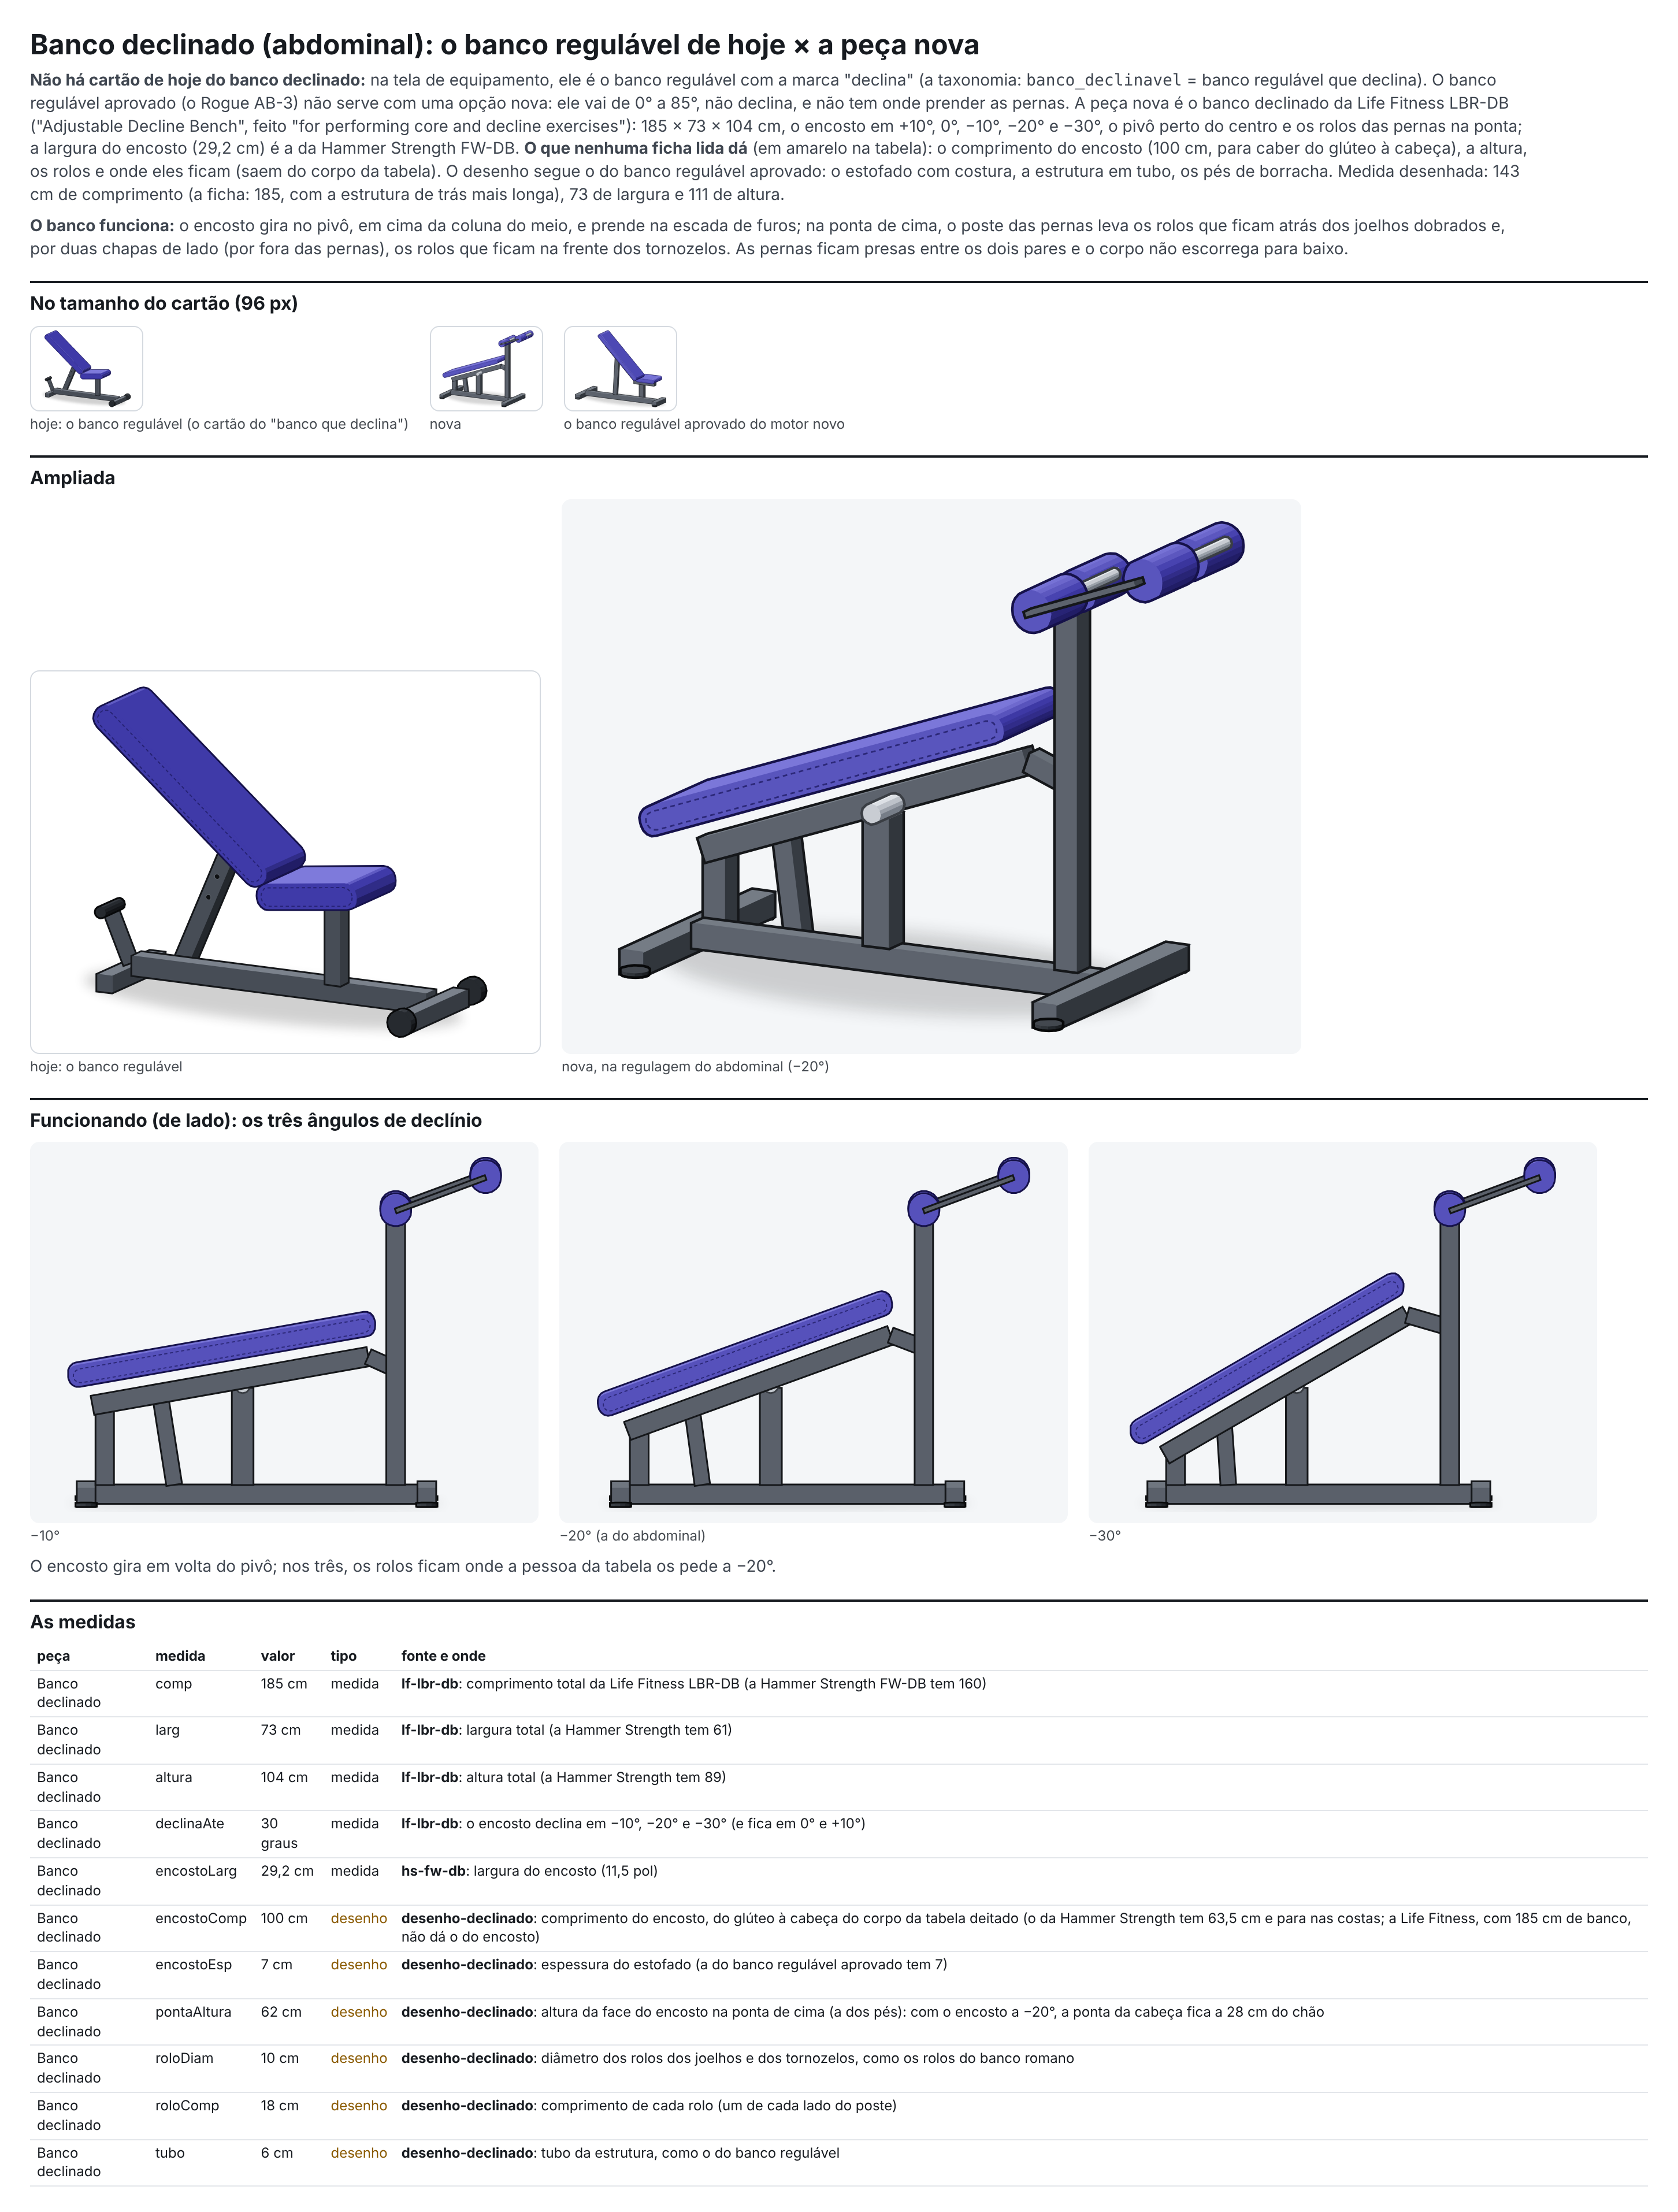 Banco declinado (abdominal): o banco regulável de hoje × a peça nova
Não há cartão de hoje do banco declinado: na tela de equipamento, ele é o banco regulável com a marca "declina" (a taxonomia: banco_declinavel = banco regulável que declina). O banco
regulável aprovado (o Rogue AB-3) não serve com uma opção nova: ele vai de 0° a 85°, não declina, e não tem onde prender as pernas. A peça nova é o banco declinado da Life Fitness LBR-DB
("Adjustable Decline Bench", feito "for performing core and decline exercises"): 185 × 73 × 104 cm, o encosto em +10°, 0°, −10°, −20° e −30°, o pivô perto do centro e os rolos das pernas na ponta;
a largura do encosto (29,2 cm) é a da Hammer Strength FW-DB. O que nenhuma ficha lida dá (em amarelo na tabela): o comprimento do encosto (100 cm, para caber do glúteo à cabeça), a altura,
os rolos e onde eles ficam (saem do corpo da tabela). O desenho segue o do banco regulável aprovado: o estofado com costura, a estrutura em tubo, os pés de borracha. Medida desenhada: 143
cm de comprimento (a ficha: 185, com a estrutura de trás mais longa), 73 de largura e 111 de altura.
O banco funciona: o encosto gira no pivô, em cima da coluna do meio, e prende na escada de furos; na ponta de cima, o poste das pernas leva os rolos que ficam atrás dos joelhos dobrados e,
por duas chapas de lado (por fora das pernas), os rolos que ficam na frente dos tornozelos. As pernas ficam presas entre os dois pares e o corpo não escorrega para baixo.
No tamanho do cartão (96 px)
hoje: o banco regulável (o cartão do "banco que declina")
nova
o banco regulável aprovado do motor novo
Ampliada
hoje: o banco regulável
nova, na regulagem do abdominal (−20°)
Funcionando (de lado): os três ângulos de declínio
−10°
−20° (a do abdominal)
−30°
O encosto gira em volta do pivô; nos três, os rolos ficam onde a pessoa da tabela os pede a −20°.
As medidas
peça medida valor tipo fonte e onde
Banco declinado comp 185 cm medida lf-lbr-db: comprimento total da Life Fitness LBR-DB (a Hammer Strength FW-DB tem 160)
Banco declinado larg 73 cm medida lf-lbr-db: largura total (a Hammer Strength tem 61)
Banco declinado altura 104 cm medida lf-lbr-db: altura total (a Hammer Strength tem 89)
Banco declinado declinaAte 30 graus medida lf-lbr-db: o encosto declina em −10°, −20° e −30° (e fica em 0° e +10°)
Banco declinado encostoLarg 29,2 cm medida hs-fw-db: largura do encosto (11,5 pol)
Banco declinado encostoComp 100 cm desenho desenho-declinado: comprimento do encosto, do glúteo à cabeça do corpo da tabela deitado (o da Hammer Strength tem 63,5 cm e para nas costas; a Life Fitness, com 185 cm de banco,
não dá o do encosto)
Banco declinado encostoEsp 7 cm desenho desenho-declinado: espessura do estofado (a do banco regulável aprovado tem 7)
Banco declinado pontaAltura 62 cm desenho desenho-declinado: altura da face do encosto na ponta de cima (a dos pés): com o encosto a −20°, a ponta da cabeça fica a 28 cm do chão
Banco declinado roloDiam 10 cm desenho desenho-declinado: diâmetro dos rolos dos joelhos e dos tornozelos, como os rolos do banco romano
Banco declinado roloComp 18 cm desenho desenho-declinado: comprimento de cada rolo (um de cada lado do poste)
Banco declinado tubo 6 cm desenho desenho-declinado: tubo da estrutura, como o do banco regulável